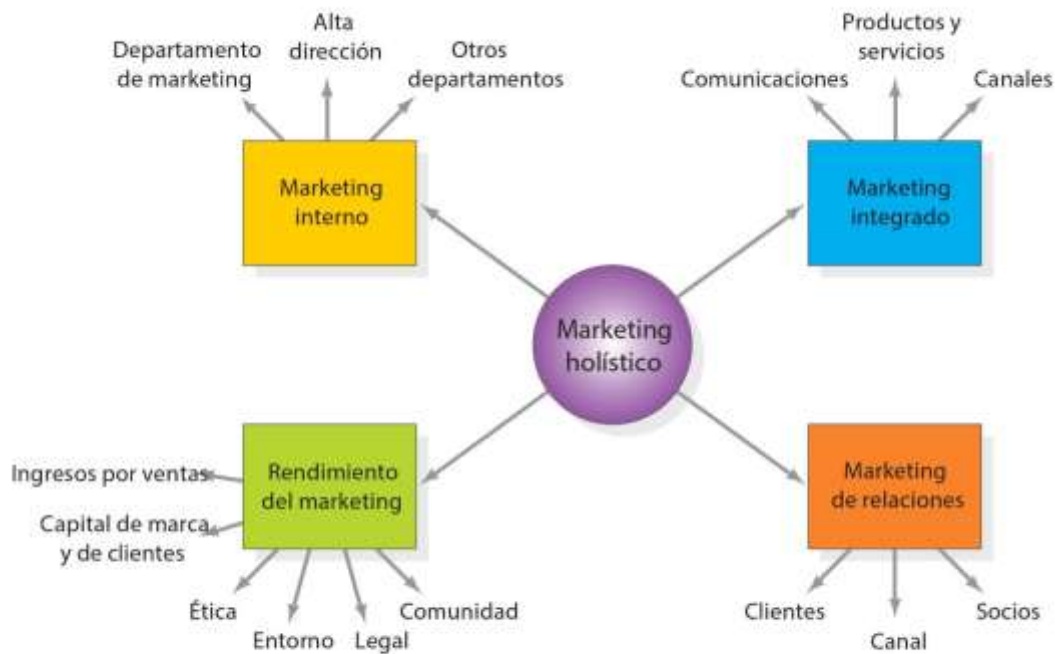 Departamento
de marketing
Alta
dirección
Otros
departamentos
Marketing
interno
Comunicaciones
Productos y
servicios
Canales
Marketing
integrado
Marketing
holístico
Ingresos por ventas
Capital de marca
y de clientes
Rendimiento
del marketing
Ética
Entorno
Legal
Comunidad
Marketing
de relaciones
Clientes
Canal
Socios